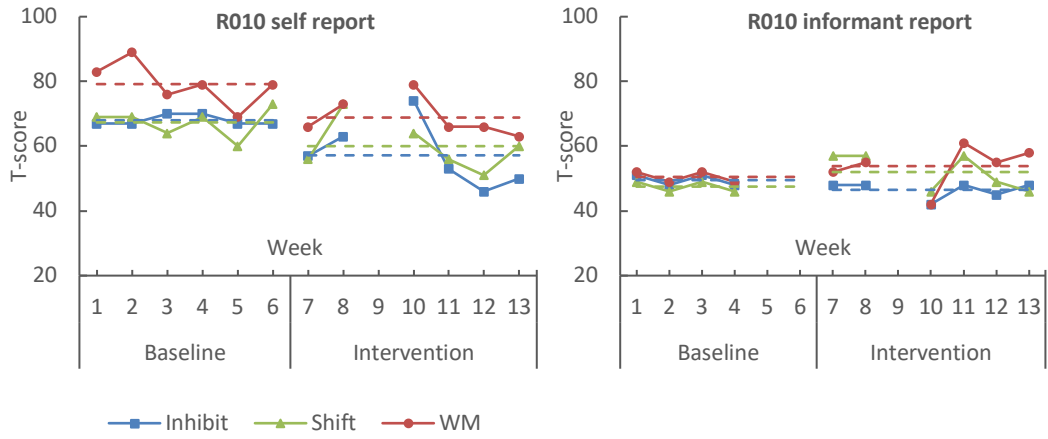 R010 self report
100
80
60
40
20
T-score
Week
1 2 3 4 5 6 7 8 10 11 12 13
Baseline Intervention
R010 informant report
100
80
60
40
20
T-score
Week
1 2 3 4 5 6 7 8 9 10 11 12 13
Baseline Intervention
Inhibit Shift WM